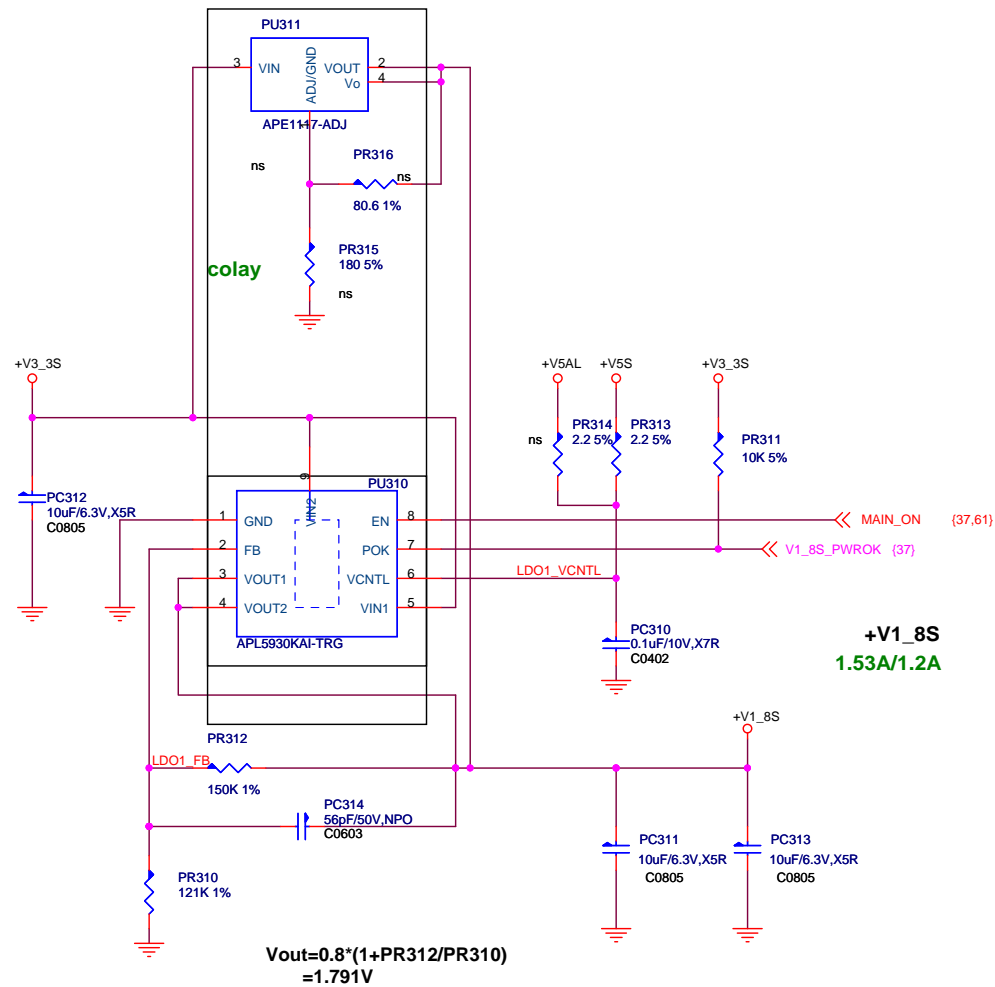 PU311
3
VIN
ADJ/GND
VOUT
2
Vo
4
1
APE1117-ADJ
ns
PR316
ns
80.6 1%
PR315
180 5%
colay
ns
+V3_3S
+V5AL
+V5S
+V3_3S
ns
PR314
2.2 5%
PR313
2.2 5%
PR311
10K 5%
PC312
10uF/6.3V,X5R
C0805
9
VIN2
PU310
1
GND
EN
8
MAIN_ON
{37,61}
2
FB
POK
7
V1_8S_PWROK
{37}
3
VOUT1
VCNTL
6
LDO1_VCNTL
4
VOUT2
VIN1
5
APL5930KAI-TRG
PC310
0.1uF/10V,X7R
C0402
+V1_8S
1.53A/1.2A
+V1_8S
PR312
LDO1_FB
150K 1%
PC314
56pF/50V,NPO
C0603
PC311
10uF/6.3V,X5R
C0805
PC313
10uF/6.3V,X5R
C0805
PR310
121K 1%
Vout=0.8*(1+PR312/PR310)
=1.791V